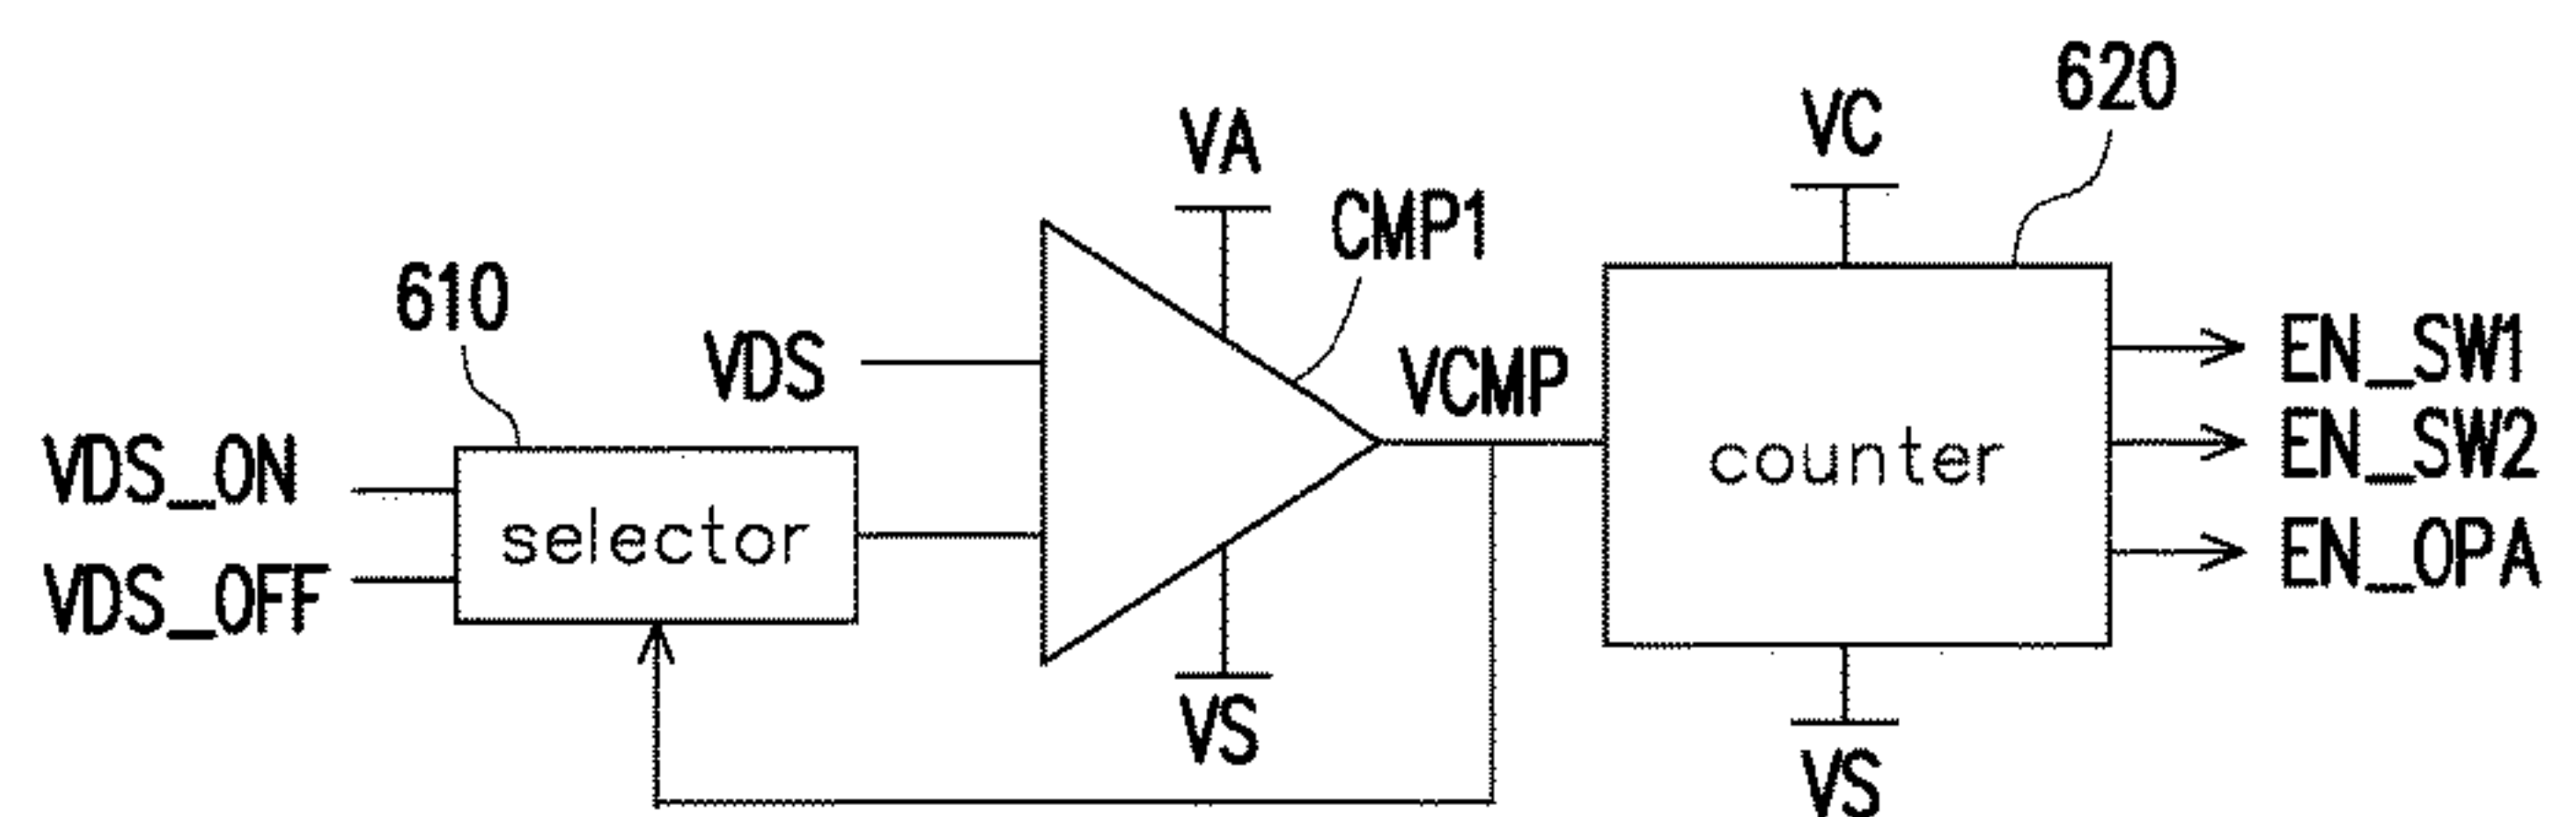 620
VC
VA
CMP1
610
VDS
VCMP
EN_SW1
VDS_ON
selector
counter
EN_SW2
VDS_OFF
EN_OPA
VS
VS